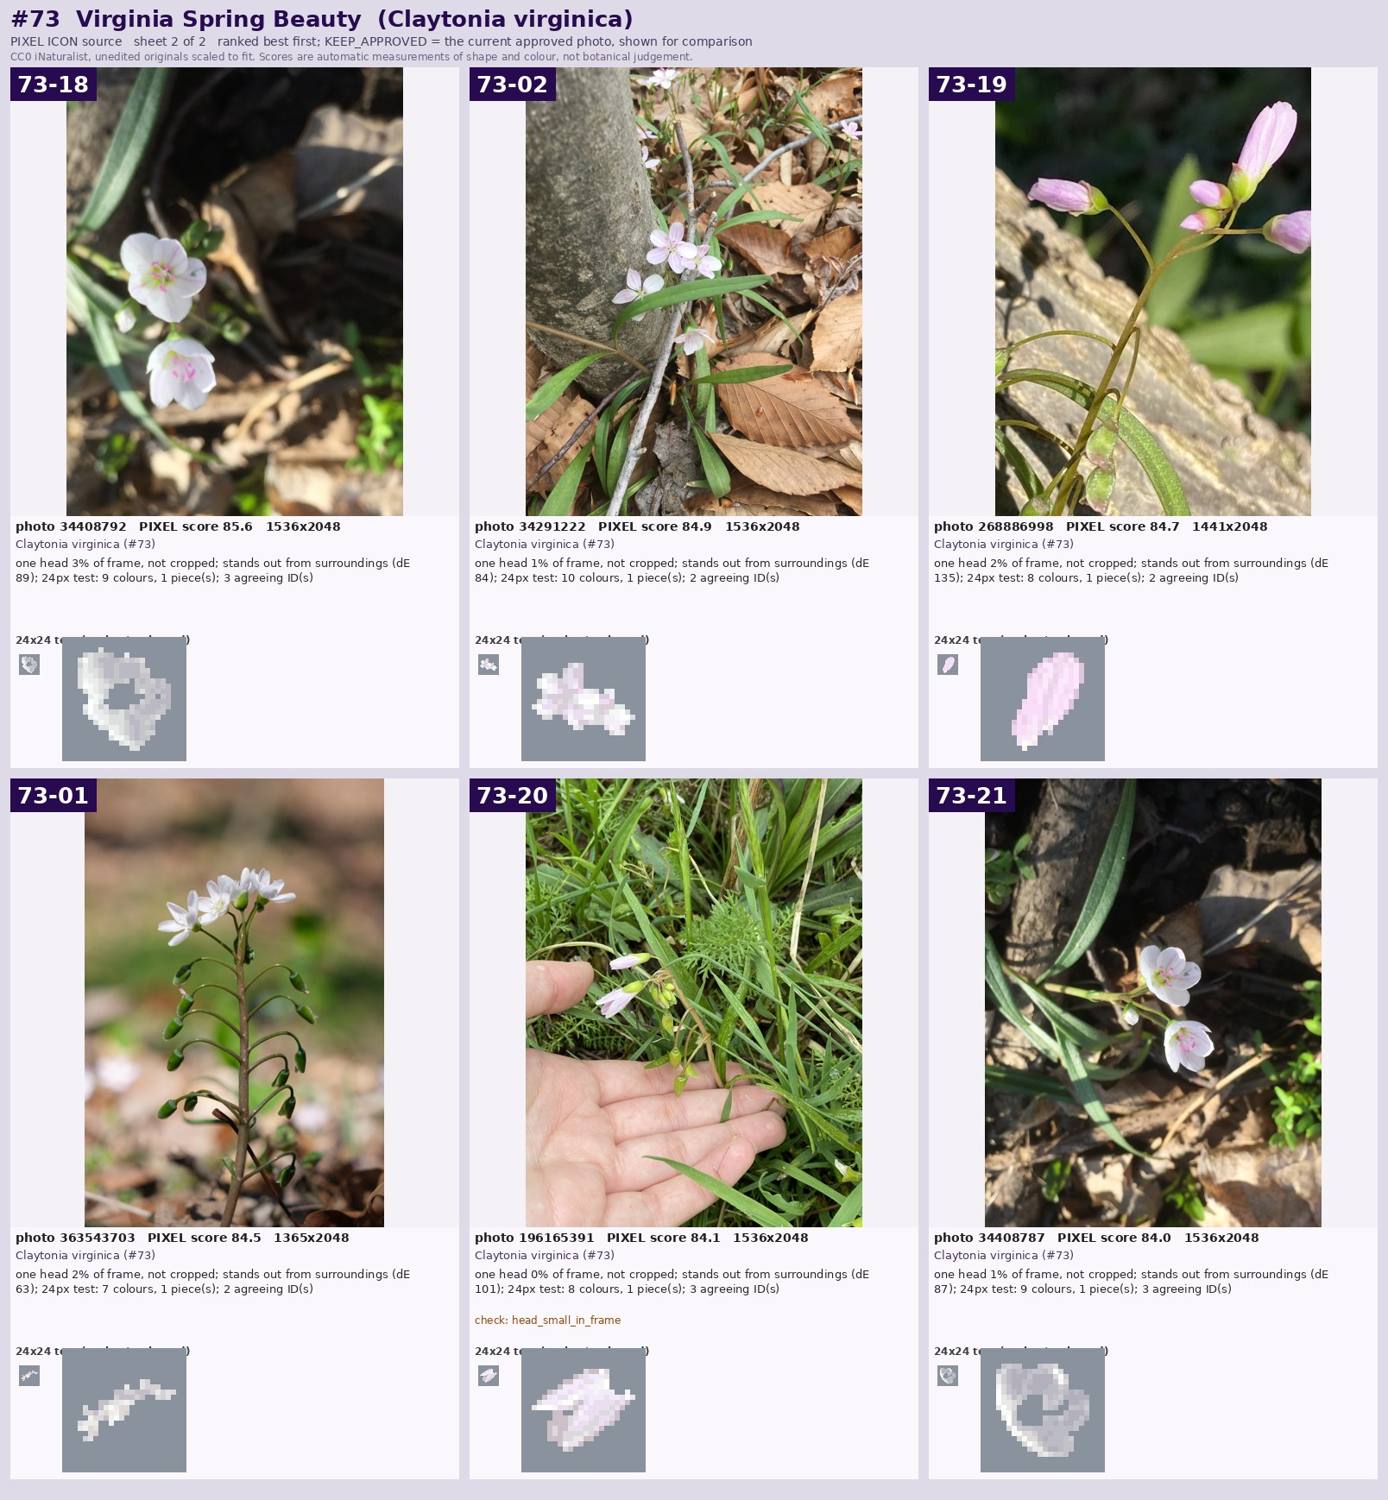 #73 Virginia Spring Beauty (Claytonia virginica)
PIXEL ICON source sheet 2 of 2 ranked best first; KEEP_APPROVED = the current approved photo, shown for comparison
CC0 iNaturalist, unedited originals scaled to fit. Scores are automatic measurements of shape and colour, not botanical judgement.
73-18
photo 34408792 PIXEL score 85.6 1536x2048
Claytonia virginica (#73)
one head 3% of frame, not cropped; stands out from surroundings (dE
89); 24px test: 9 colours, 1 piece(s); 3 agreeing ID(s)
24x24
73-02
photo 34291222 PIXEL score 84.9 1536x2048
Claytonia virginica (#73)
one head 1% of frame, not cropped; stands out from surroundings (dE
84); 24px test: 10 colours, 1 piece(s); 2 agreeing ID(s)
24x24
73-19
photo 268886998 PIXEL score 84.7 1441x2048
Claytonia virginica (#73)
one head 2% of frame, not cropped; stands out from surroundings (dE
135); 24px test: 8 colours, 1 piece(s); 2 agreeing ID(s)
24x24
73-01
photo 363543703 PIXEL score 84.5 1365x2048
Claytonia virginica (#73)
one head 2% of frame, not cropped; stands out from surroundings (dE
63); 24px test: 7 colours, 1 piece(s); 2 agreeing ID(s)
24x24
73-20
photo 196165391 PIXEL score 84.1 1536x2048
Claytonia virginica (#73)
one head 0% of frame, not cropped; stands out from surroundings (dE
101); 24px test: 8 colours, 1 piece(s); 3 agreeing ID(s)
check: head_small_in_frame
24x24
73-21
photo 34408787 PIXEL score 84.0 1536x2048
Claytonia virginica (#73)
one head 1% of frame, not cropped; stands out from surroundings (dE
87); 24px test: 9 colours, 1 piece(s); 3 agreeing ID(s)
24x24